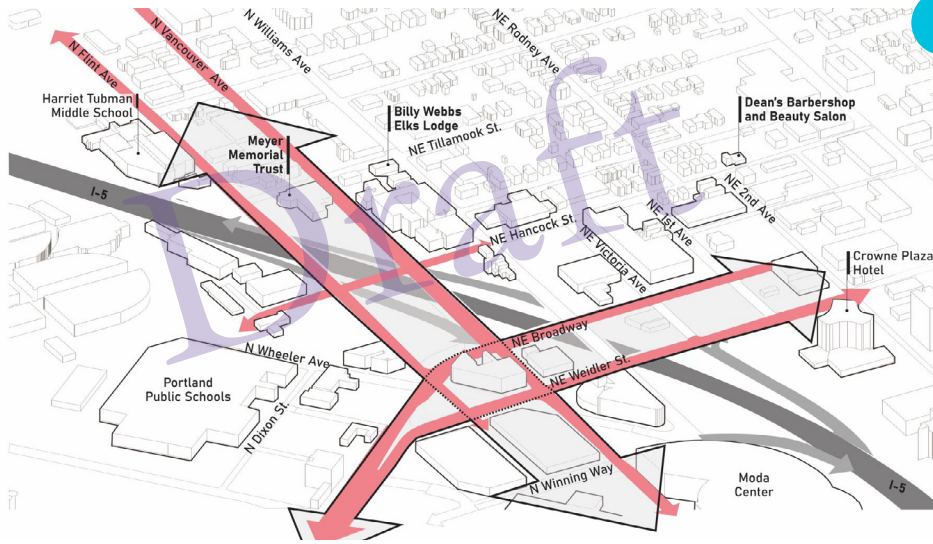 N Flint Ave
N Vancouver Ave
N Williams Ave
NE Rodney Ave
Harriet Tubman
Middle School
Meyer
Memorial
Trust
Billy Webbs
Elks Lodge
NE Tillamook St.
Dean's Barbershop
and Beauty Salon
I-5
NE Hancock St.
NE Victoria Ave
NE 1st Ave
NE 2nd Ave
Crowne Plaza
Hotel
Draft
NE Broadway
NE Weidler St.
N Wheeler Ave
Portland
Public Schools
N Dixon St.
N Winning Way
Moda
Center
I-5